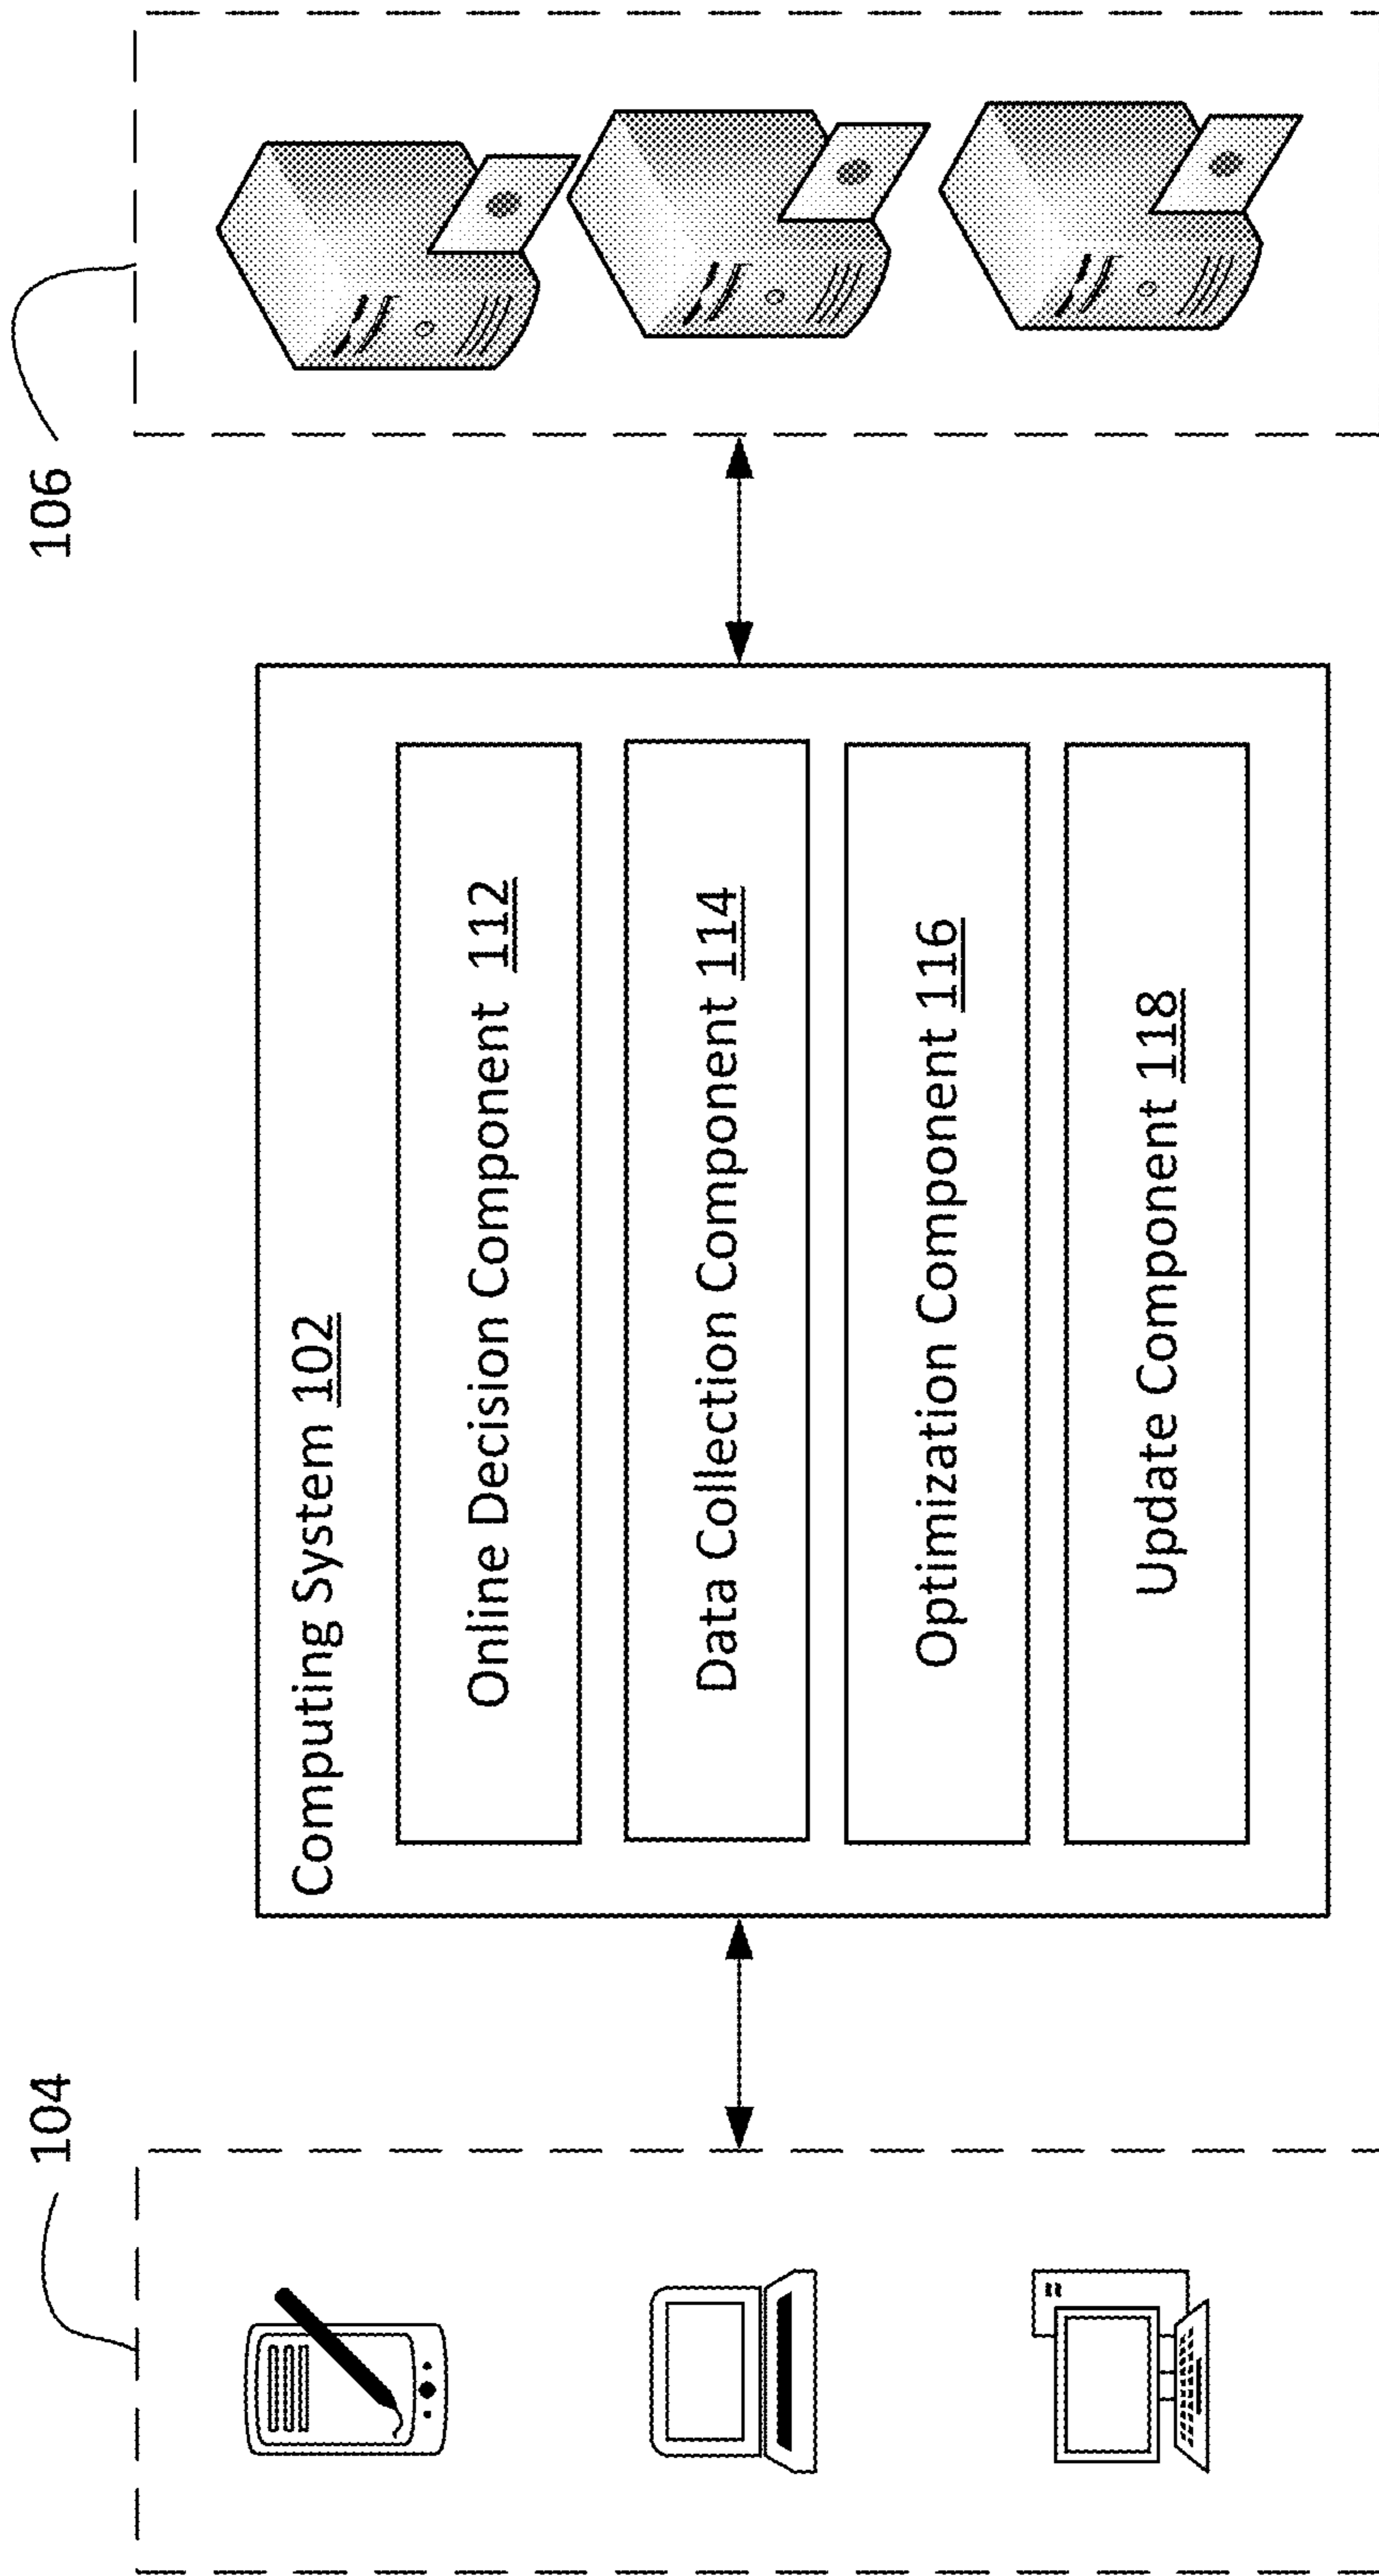 104
106
Computing System 102
Online Decision Component 112
Data Collection Component 114
Optimization Component 116
Update Component 118